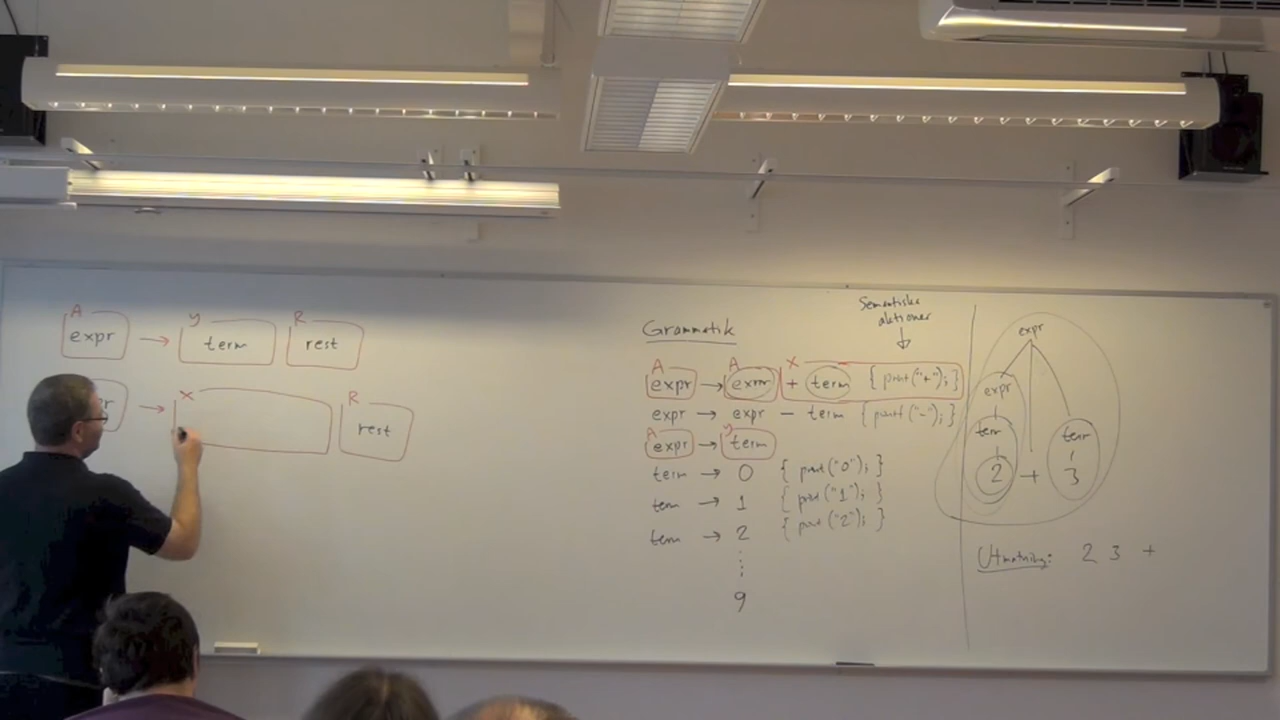 A Y R
expr → term rest
X R
→ rest
Grammatik
Semantiska
aktioner
A A X
expr → expr + term { print("+"); }
expr → expr - term { print("-"); }
A Y
expr → term
term → 0 { print("0"); }
term → 1 { print("1"); }
term → 2 { print("2"); }
9
expr
expr
term term
2 + 3
Utmatning: 2 3 +